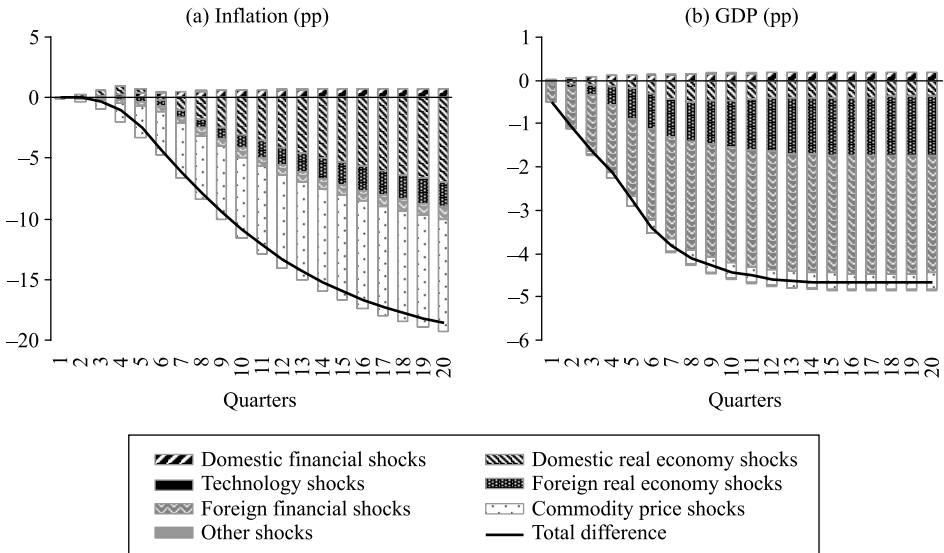 (a) Inflation (pp)
5
0
−5
−10
−15
−20
1 2 3 4 5 6 7 8 9 10 11 12 13 14 15 16 17 18 19 20
Quarters
(b) GDP (pp)
1
0
−1
−2
−3
−4
−5
−6
1 2 3 4 5 6 7 8 9 10 11 12 13 14 15 16 17 18 19 20
Quarters
Domestic financial shocks
Domestic real economy shocks
Technology shocks
Foreign real economy shocks
Foreign financial shocks
Commodity price shocks
Other shocks
Total difference